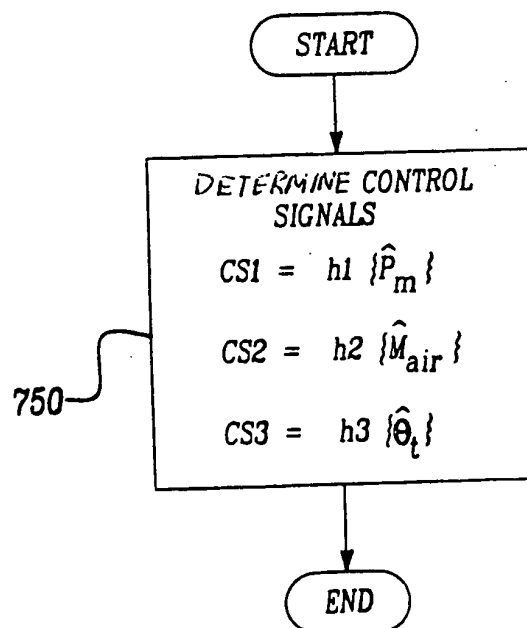 START
DETERMINE CONTROL
SIGNALS
CS1 = h1 {P̂m}
CS2 = h2 {M̂air}
750
CS3 = h3 {θ̂t}
END